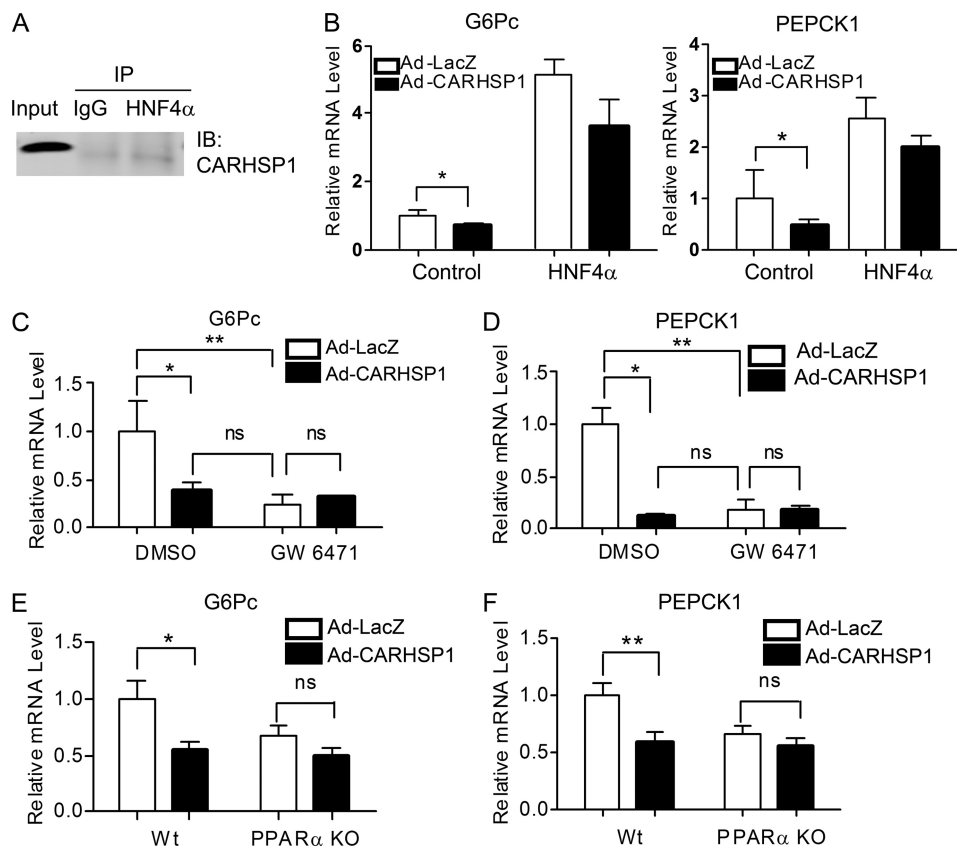 A
IP
Input IgG HNF4α
IB:
CARHSP1
B
G6Pc
Relative mRNA Level
6
4
2
0
Ad-LacZ
Ad-CARHSP1
*
Control HNF4α
PEPCK1
Relative mRNA Level
4
3
2
1
0
Ad-LacZ
Ad-CARHSP1
*
Control HNF4α
C
G6Pc
Relative mRNA Level
1.5
1.0
0.5
0.0
**
*
ns ns
Ad-LacZ
Ad-CARHSP1
DMSO GW 6471
D
PEPCK1
Relative mRNA Level
1.5
1.0
0.5
0.0
**
*
ns ns
Ad-LacZ
Ad-CARHSP1
DMSO GW 6471
E
G6Pc
Relative mRNA Level
1.5
1.0
0.5
0.0
*
ns
Ad-LacZ
Ad-CARHSP1
Wt PPARα KO
F
PEPCK1
Relative mRNA Level
1.5
1.0
0.5
0.0
**
ns
Ad-LacZ
Ad-CARHSP1
Wt PPARα KO